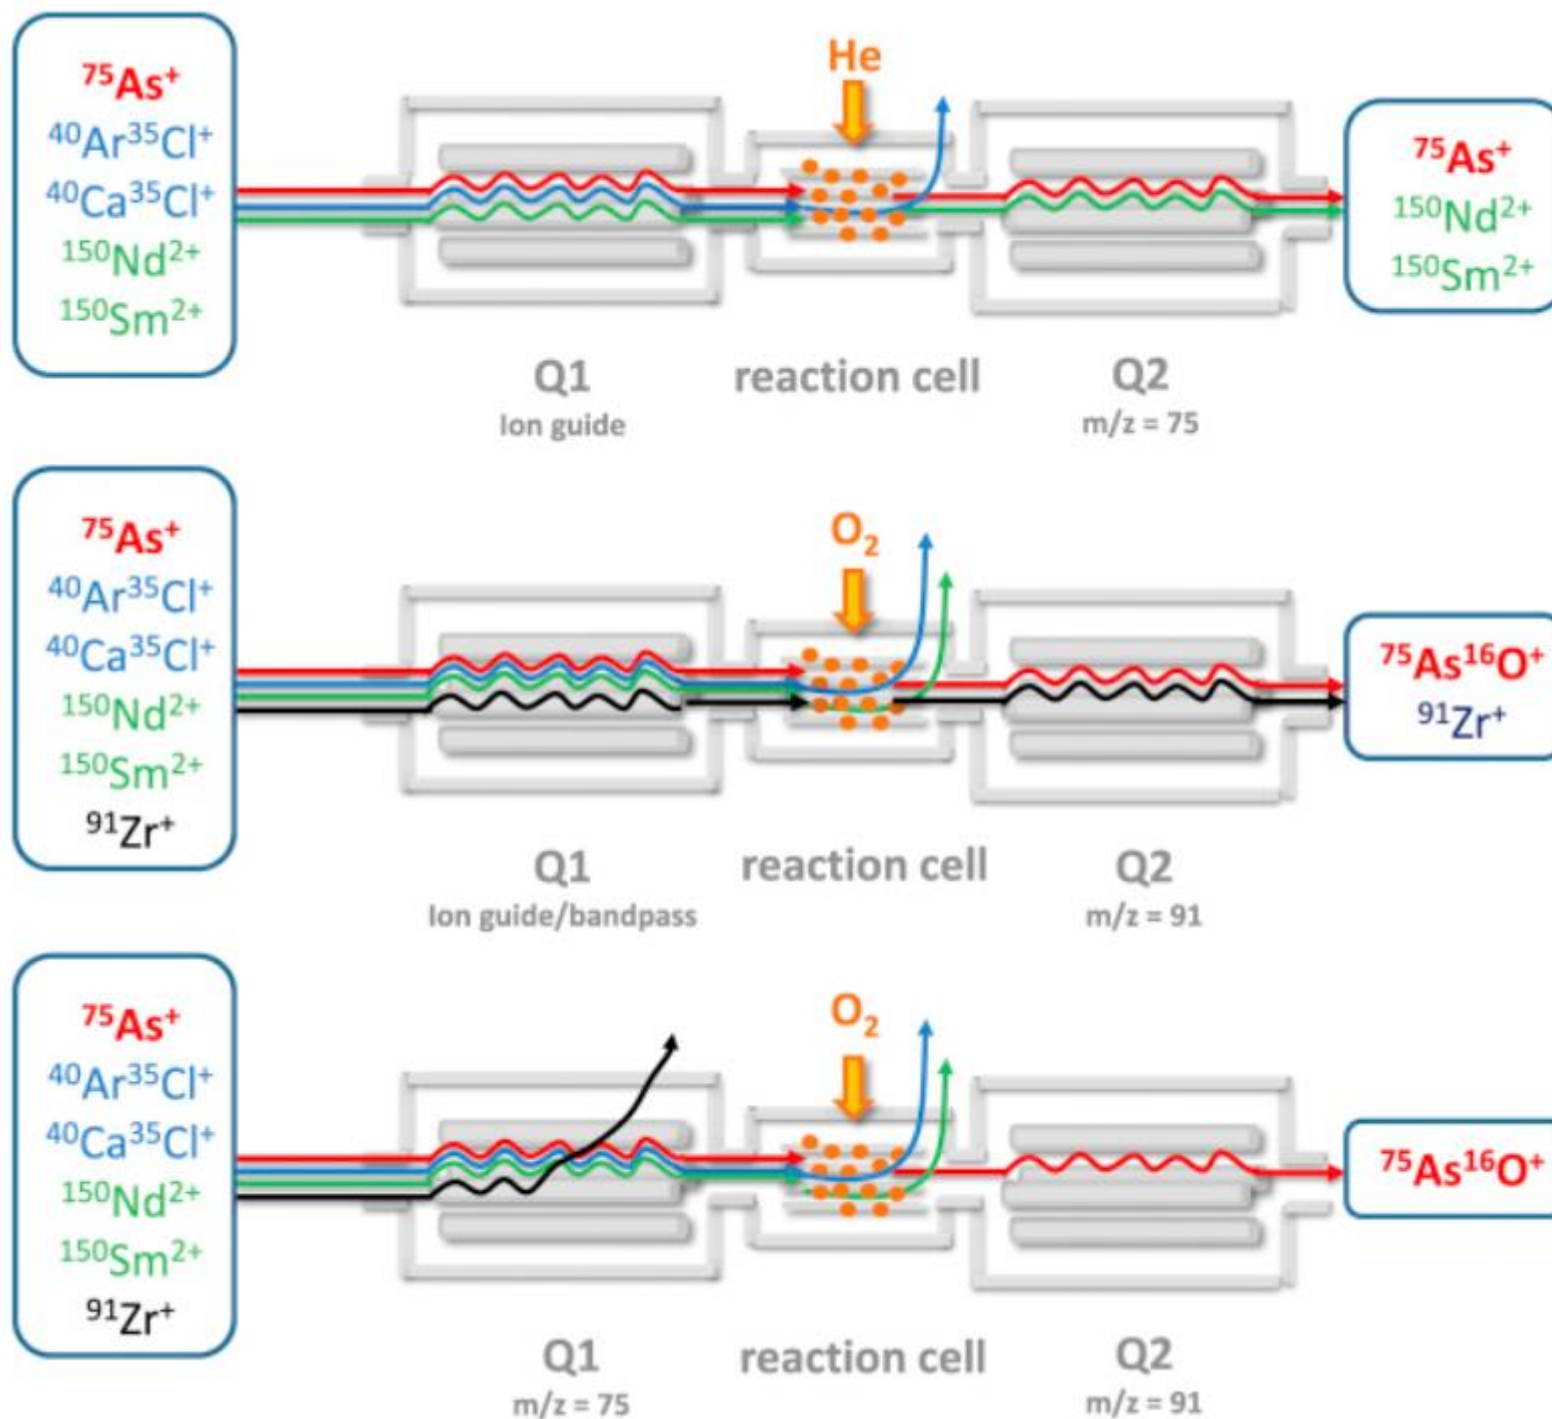 ⁷⁵As⁺
⁴⁰Ar³⁵Cl⁺
⁴⁰Ca³⁵Cl⁺
¹⁵⁰Nd²⁺
¹⁵⁰Sm²⁺
He
⁷⁵As⁺
¹⁵⁰Nd²⁺
¹⁵⁰Sm²⁺
Q1
Ion guide
reaction cell
Q2
m/z = 75
⁷⁵As⁺
⁴⁰Ar³⁵Cl⁺
⁴⁰Ca³⁵Cl⁺
¹⁵⁰Nd²⁺
¹⁵⁰Sm²⁺
⁹¹Zr⁺
O₂
⁷⁵As¹⁶O⁺
⁹¹Zr⁺
Q1
Ion guide/bandpass
reaction cell
Q2
m/z = 91
⁷⁵As⁺
⁴⁰Ar³⁵Cl⁺
⁴⁰Ca³⁵Cl⁺
¹⁵⁰Nd²⁺
¹⁵⁰Sm²⁺
⁹¹Zr⁺
O₂
⁷⁵As¹⁶O⁺
Q1
m/z = 75
reaction cell
Q2
m/z = 91